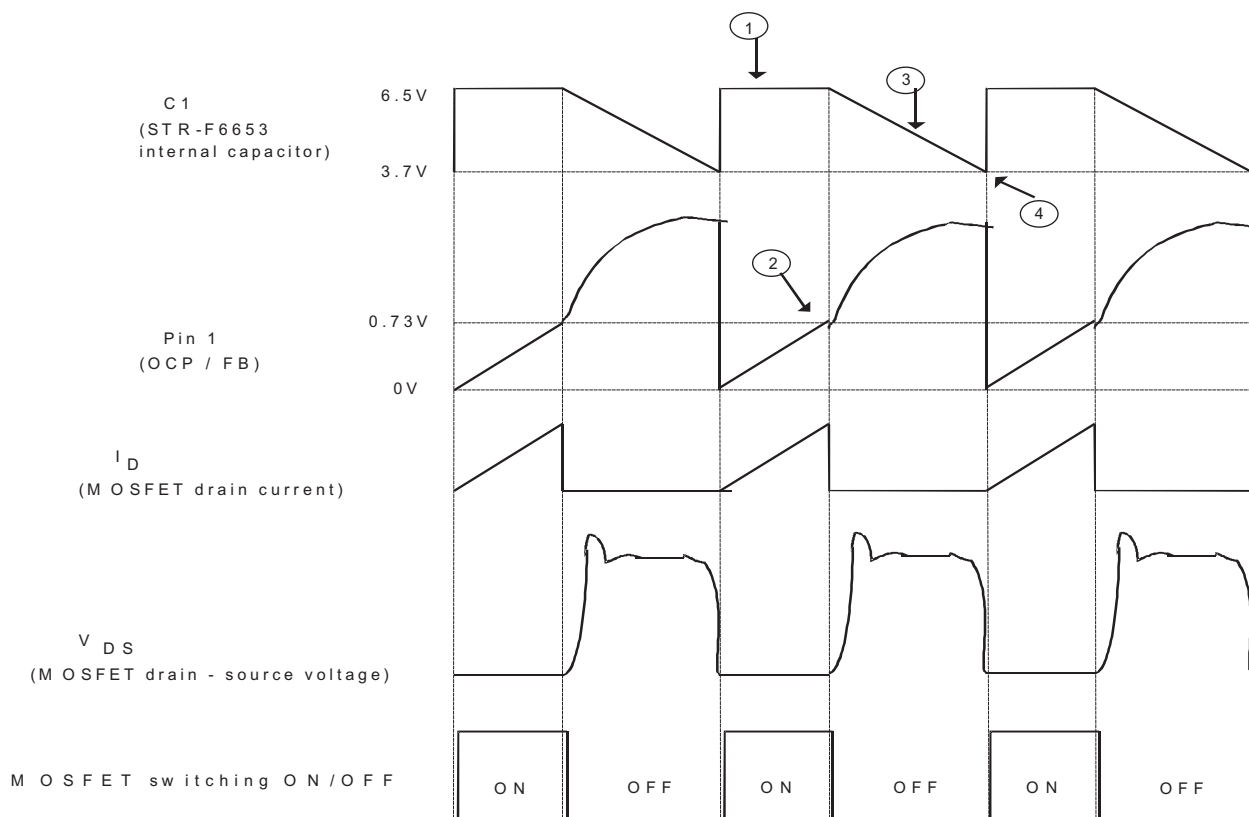 1
3
C1
(STR-F6653
internal capacitor)
6.5V
3.7V
4
2
0.73V
Pin 1
(OCP / FB)
0V
I D
(MOSFET drain current)
V DS
(MOSFET drain - source voltage)
MOSFET switching ON/OFF
ON OFF ON OFF ON OFF